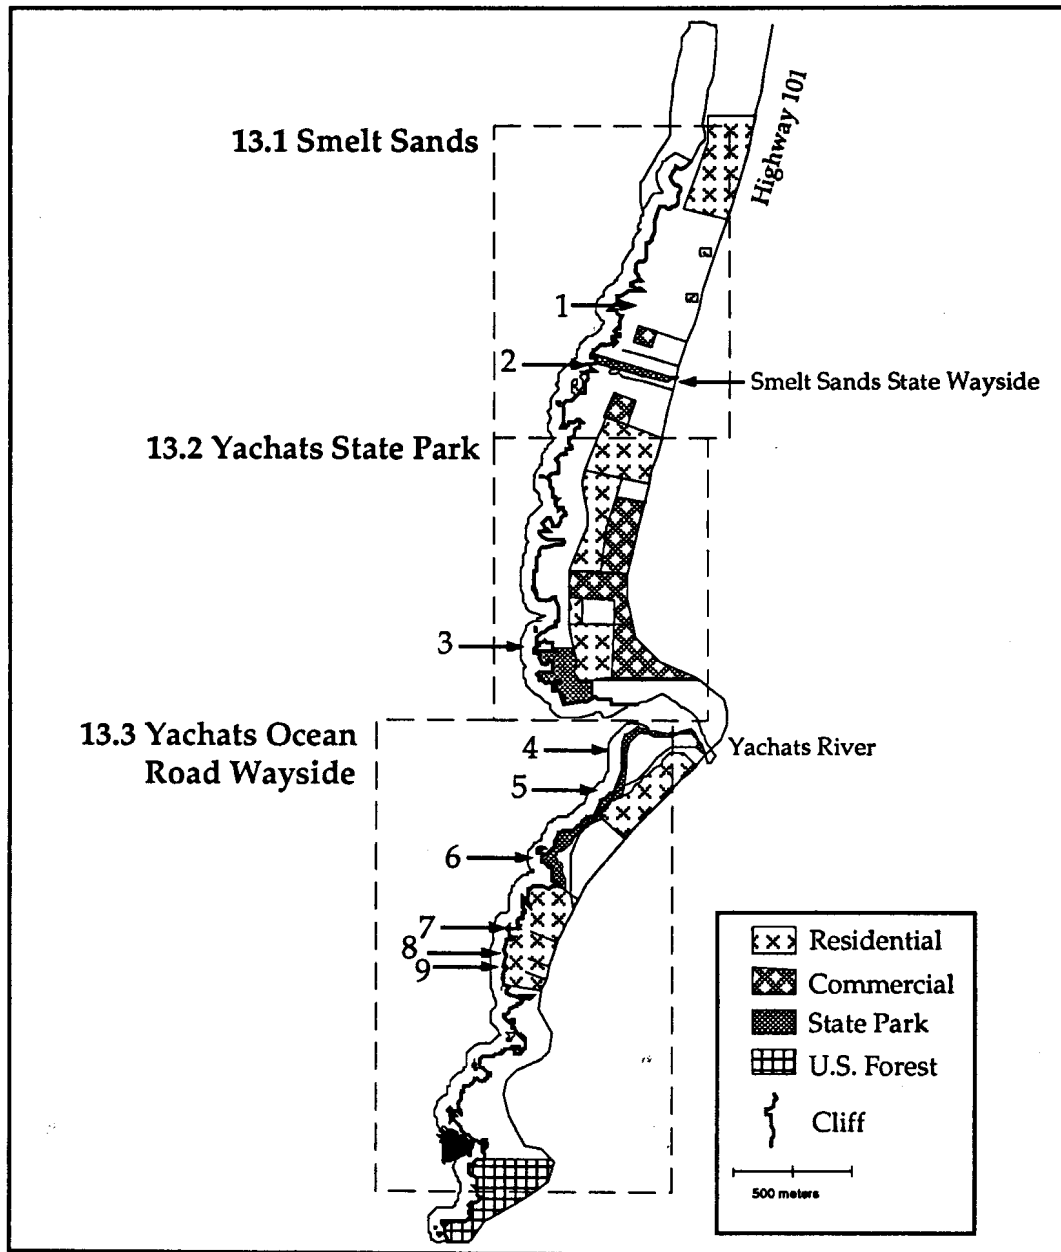 13.1 Smelt Sands
Highway 101
1
2
Smelt Sands State Wayside
13.2 Yachats State Park
3
13.3 Yachats Ocean
Road Wayside
4
Yachats River
5
6
7
8
9
Residential
Commercial
State Park
U.S. Forest
Cliff
500 meters